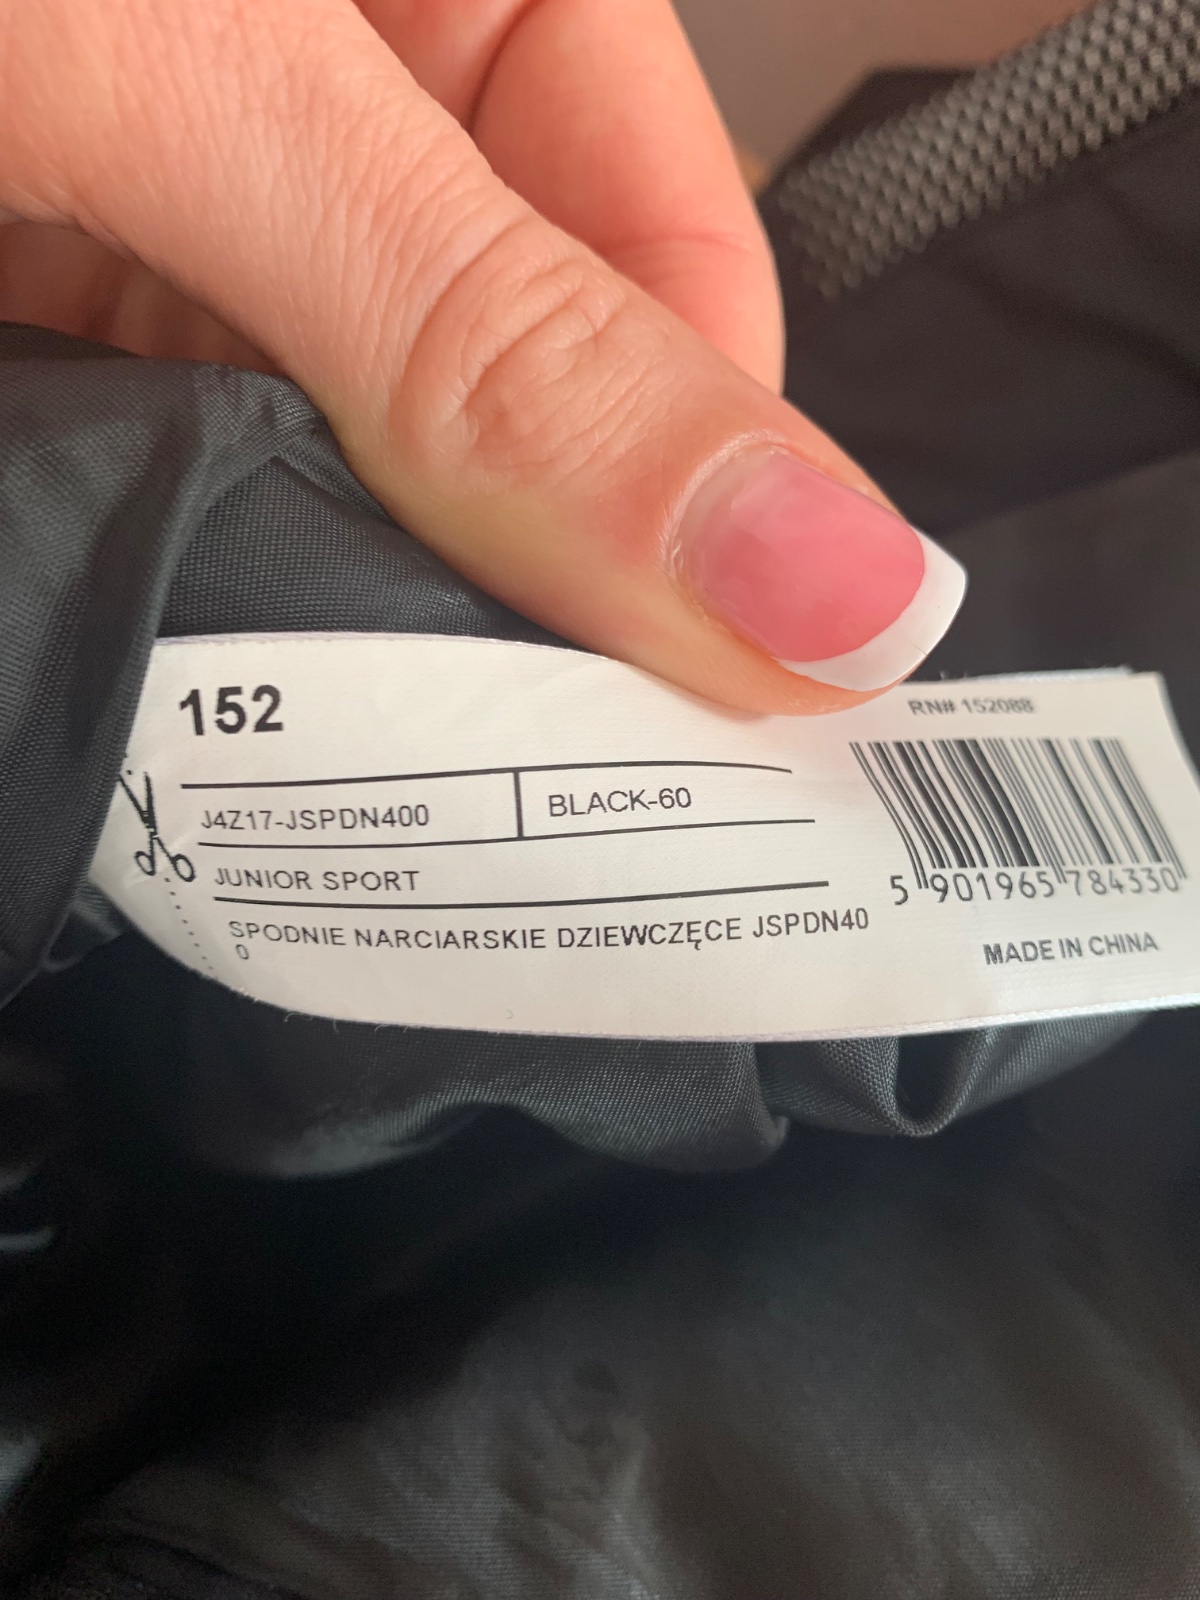 152
RN# 152088
J4Z17-JSPDN400
BLACK-60
JUNIOR SPORT
SPODNIE NARCIARSKIE DZIEWCZĘCE JSPDN40
0
5 901965 784330
MADE IN CHINA